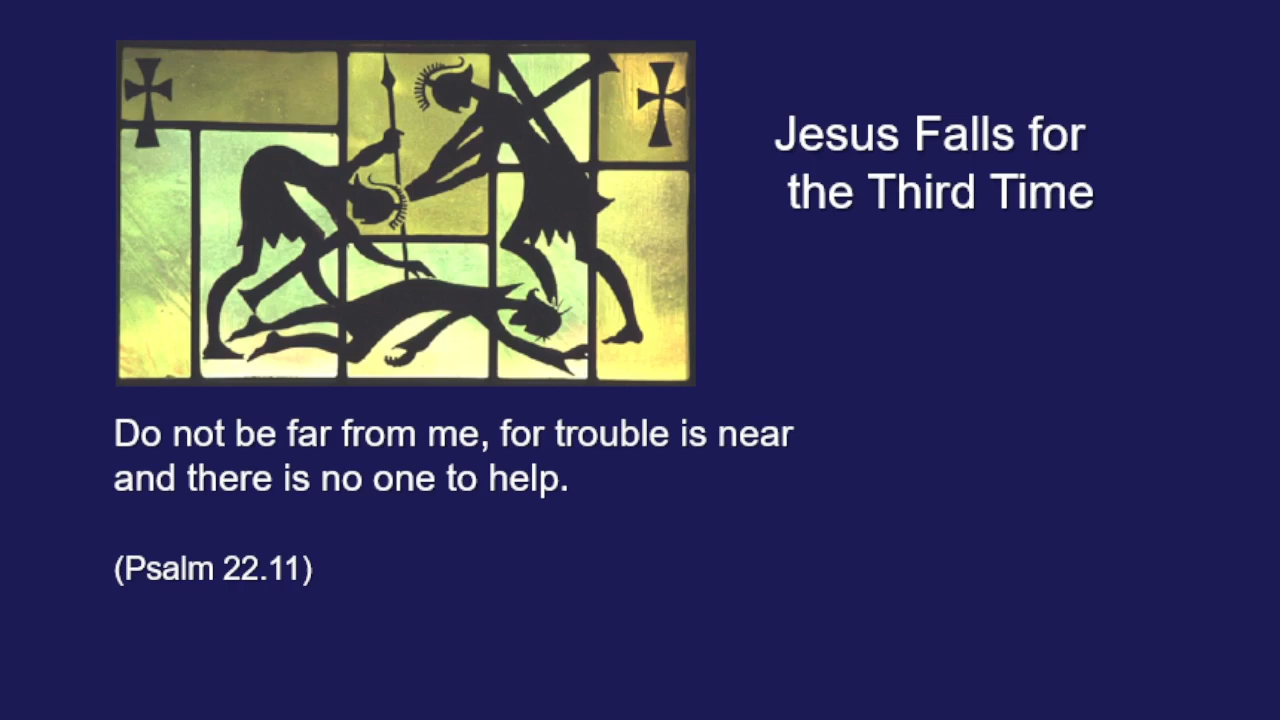 Jesus Falls for
the Third Time
Do not be far from me, for trouble is near
and there is no one to help.
(Psalm 22.11)